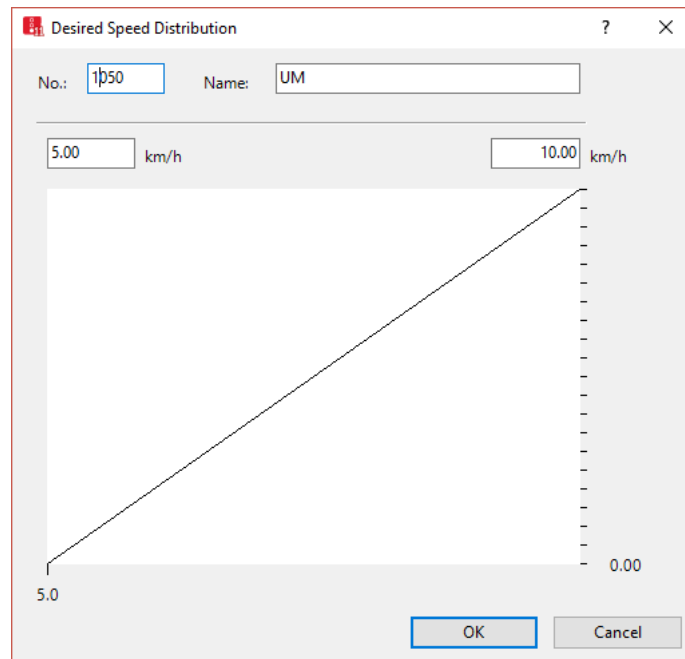 11 Desired Speed Distribution ? X
No.: 1050 Name: UM
5.00 km/h 10.00 km/h
0.00
5.0
OK Cancel